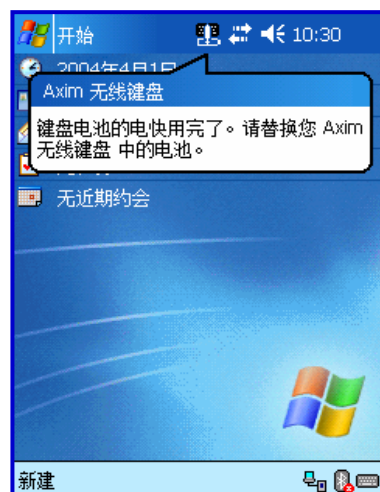 开始 10:30
2004年4月1日
Axim 无线键盘
键盘电池的电快用完了。请替换您 Axim
无线键盘 中的电池。
无近期约会
新建